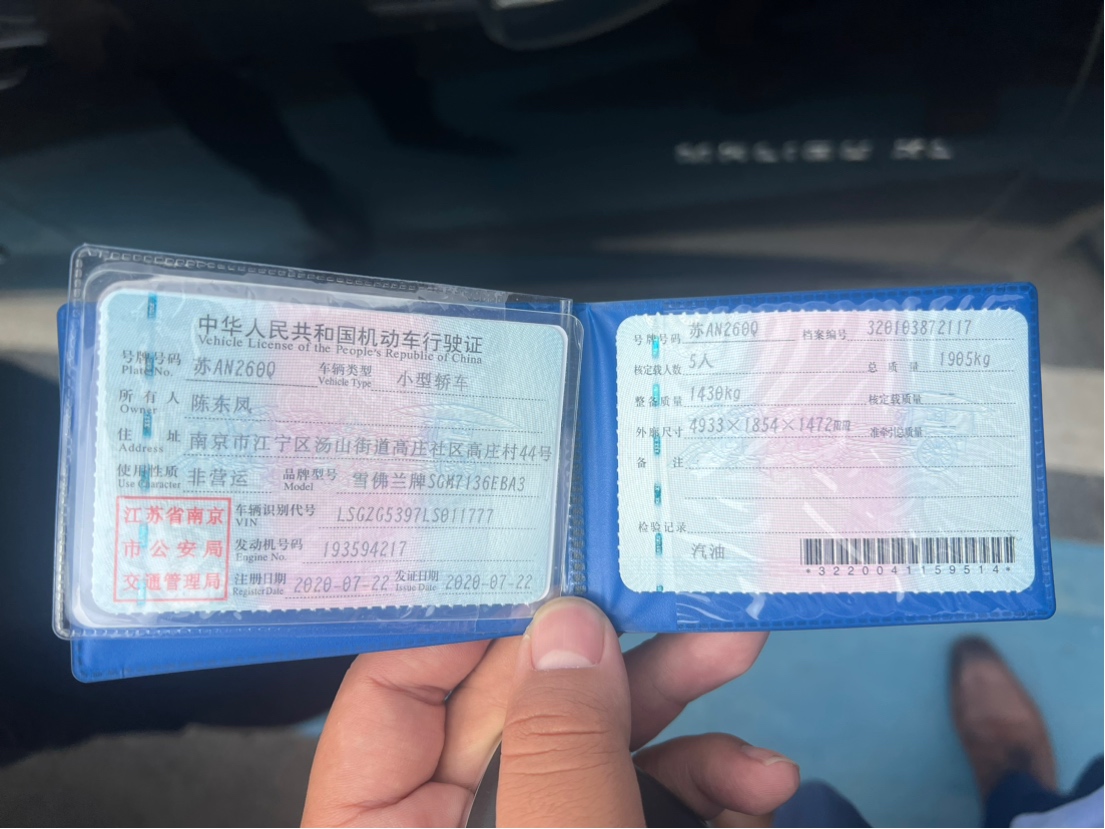 MALIBU XL
中华人民共和国机动车行驶证
Vehicle License of the People's Republic of China
号牌号码 苏AN260Q 车辆类型 小型轿车
Plate No. Vehicle Type
所有人 陈东凤
Owner
住址 南京市江宁区汤山街道高庄社区高庄村44号
Address
使用性质 非营运 品牌型号 雪佛兰牌SGM7136EBA3
Use Character Model
江苏省南京
市公安局
交通管理局
车辆识别代号 LSGZG5397LS011777
VIN
发动机号码 193594217
Engine No.
注册日期 2020-07-22 发证日期 2020-07-22
Register Date Issue Date
号牌号码 苏AN260Q 档案编号 320103872117
核定载人数 5人 总质量 1905kg
整备质量 1430kg 核定载质量 --
外廓尺寸 4933×1854×1472mm 准牵引总质量 --
备注
检验记录
汽油
*3220041159514*